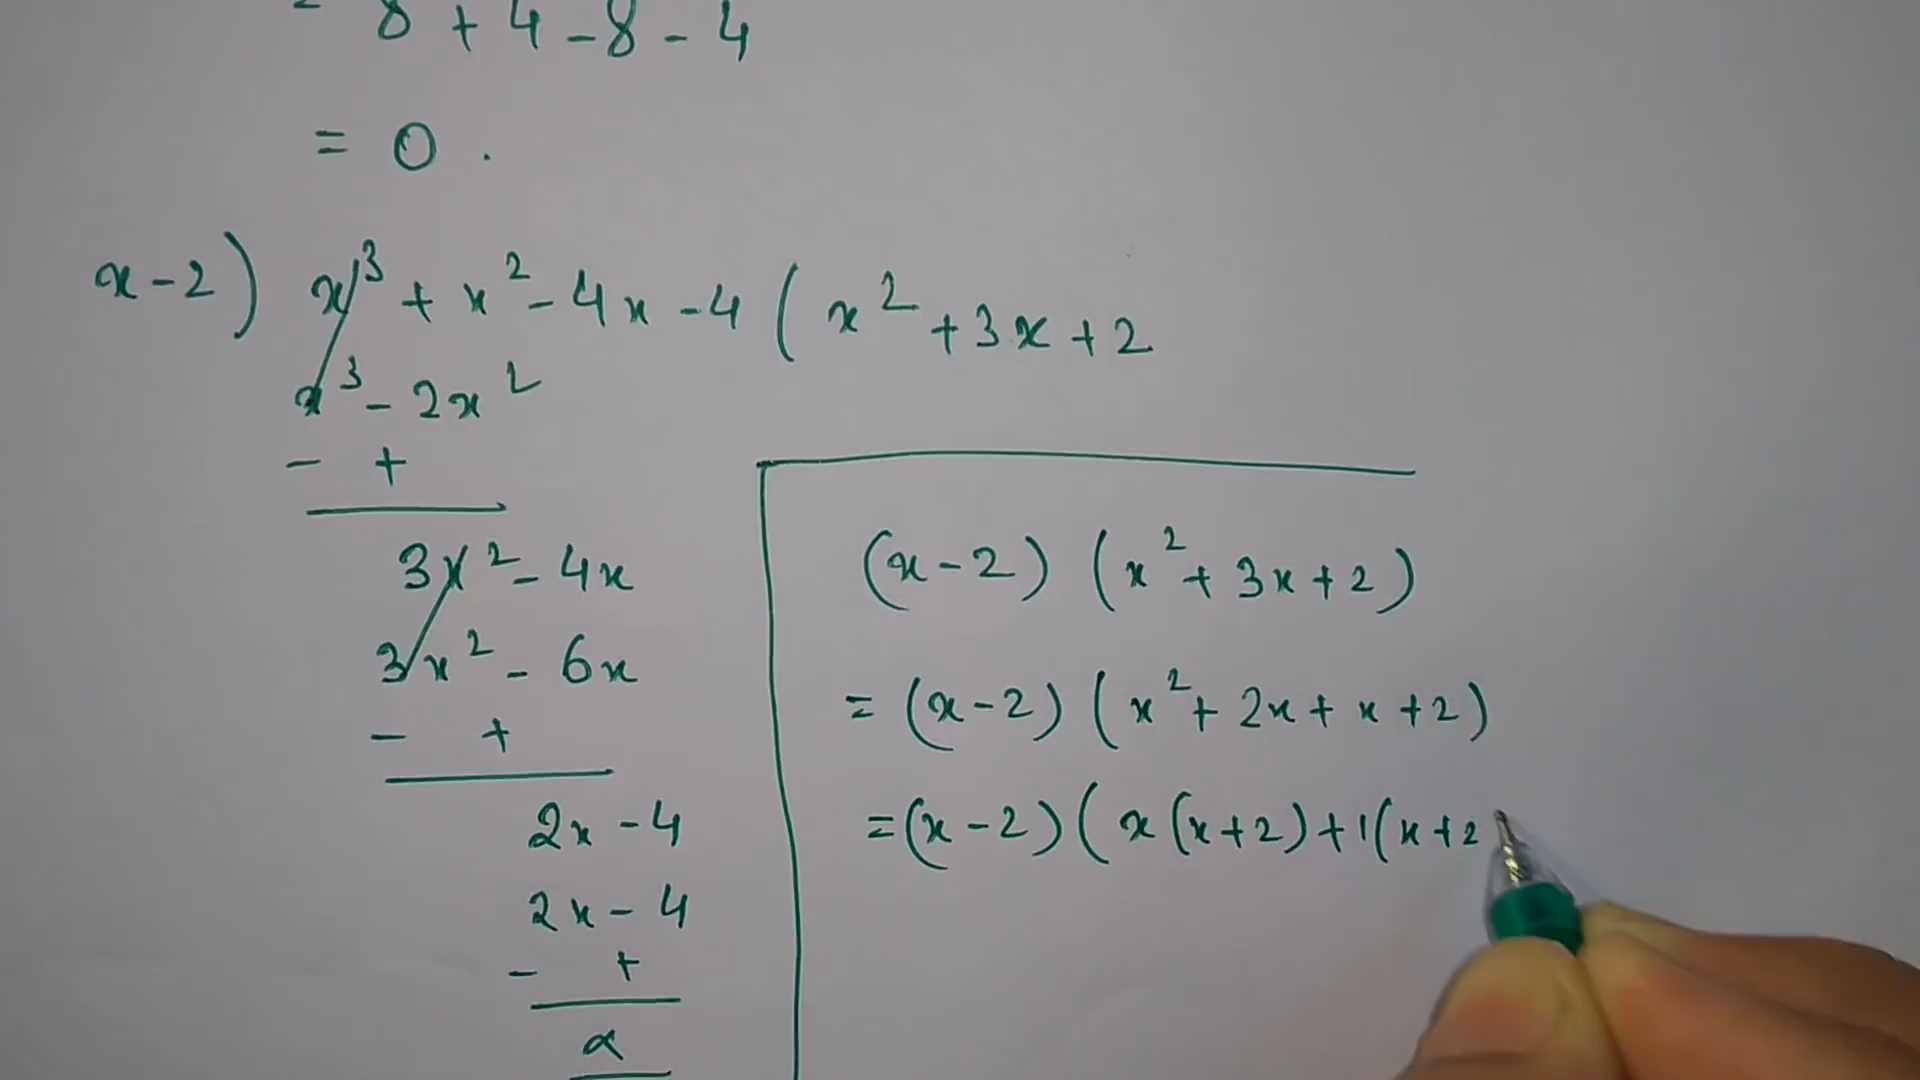 = 8 + 4 - 8 - 4
= 0 .
x - 2 ) x³ + x² - 4x - 4 ( x² + 3x + 2
x³ - 2x²
- +
3x² - 4x
3x² - 6x
- +
2x - 4
2x - 4
- +
(x - 2) (x² + 3x + 2)
= (x - 2) (x² + 2x + x + 2)
= (x - 2) ( x (x + 2) + 1 (x + 2